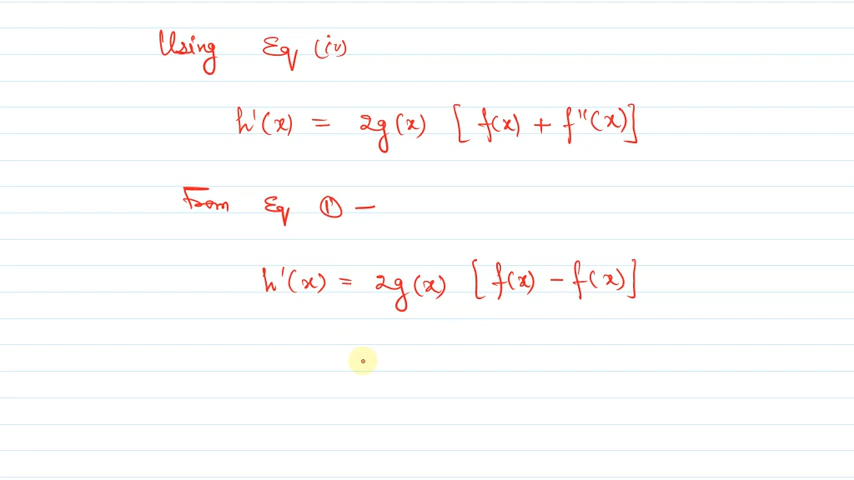 Using Eq (iv)
h'(x) = 2g(x) [f(x) + f''(x)]
From Eq ① –
h'(x) = 2g(x) [f(x) - f(x)]